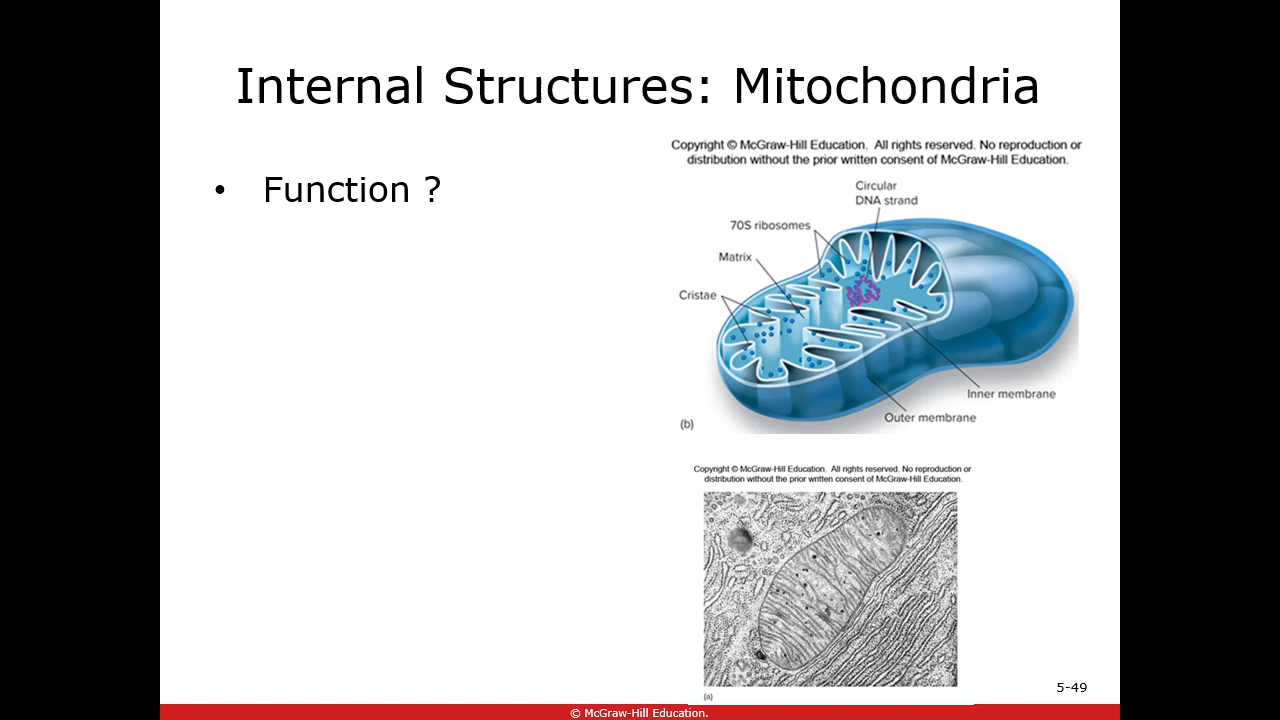 Internal Structures: Mitochondria
• Function ?
Copyright © McGraw-Hill Education. All rights reserved. No reproduction or
distribution without the prior written consent of McGraw-Hill Education.
Circular
DNA strand
70S ribosomes
Matrix
Cristae
Inner membrane
Outer membrane
(b)
Copyright © McGraw-Hill Education. All rights reserved. No reproduction or
distribution without the prior written consent of McGraw-Hill Education.
(a)
5-49
© McGraw-Hill Education.